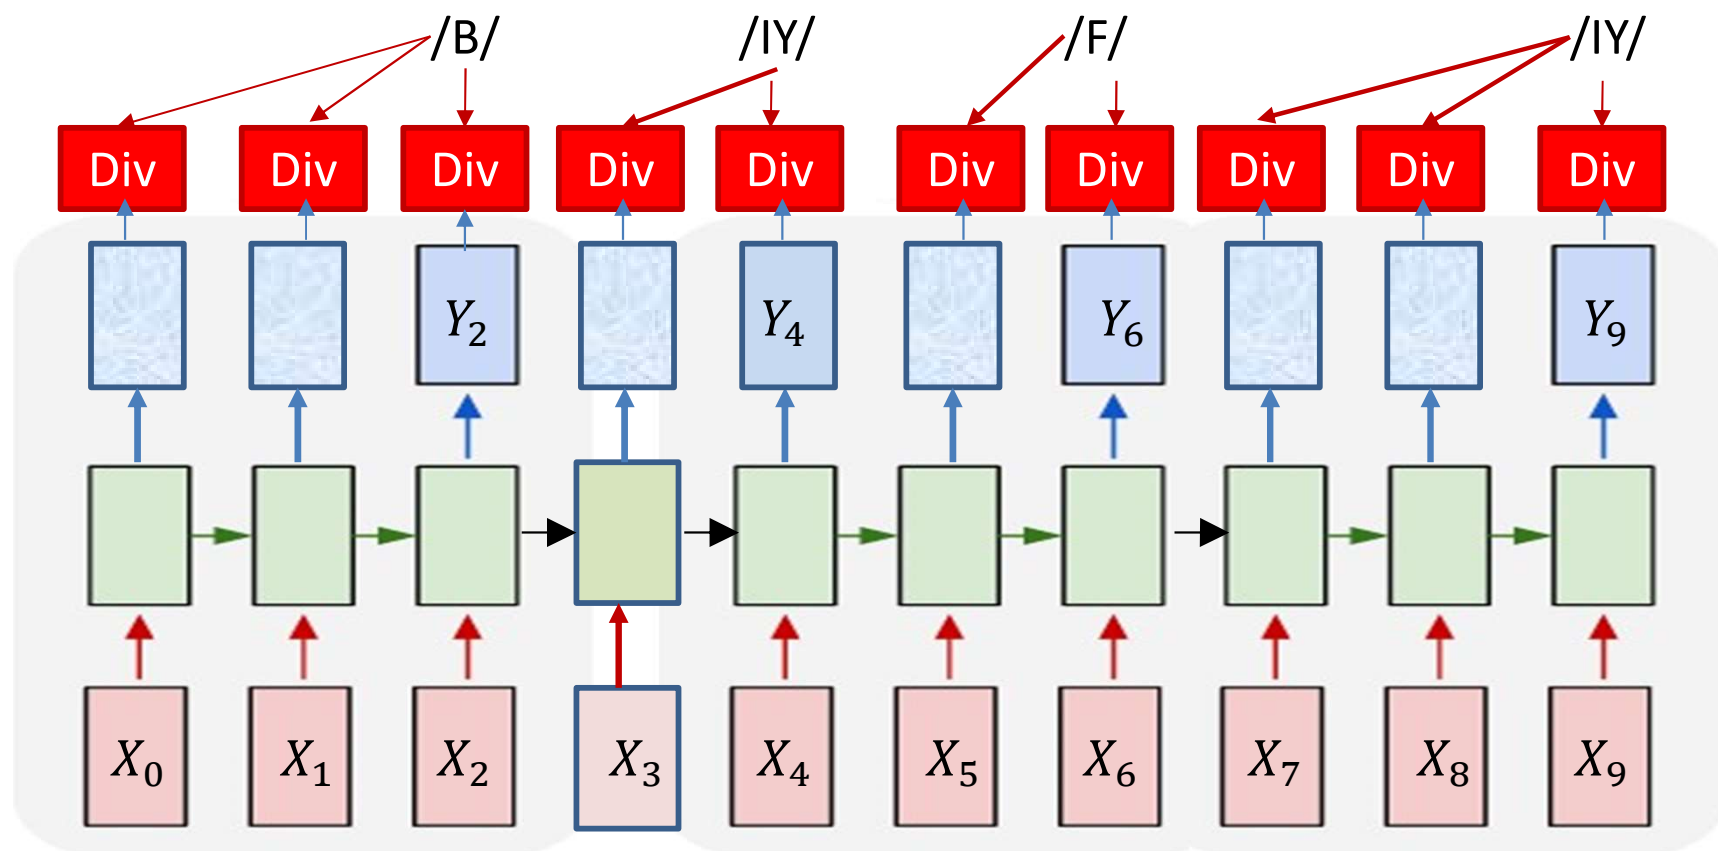 /B/ /IY/ /F/ /IY/
Div Div Div Div Div Div Div Div Div Div
Y₂ Y₄ Y₆ Y₉
X₀ X₁ X₂ X₃ X₄ X₅ X₆ X₇ X₈ X₉